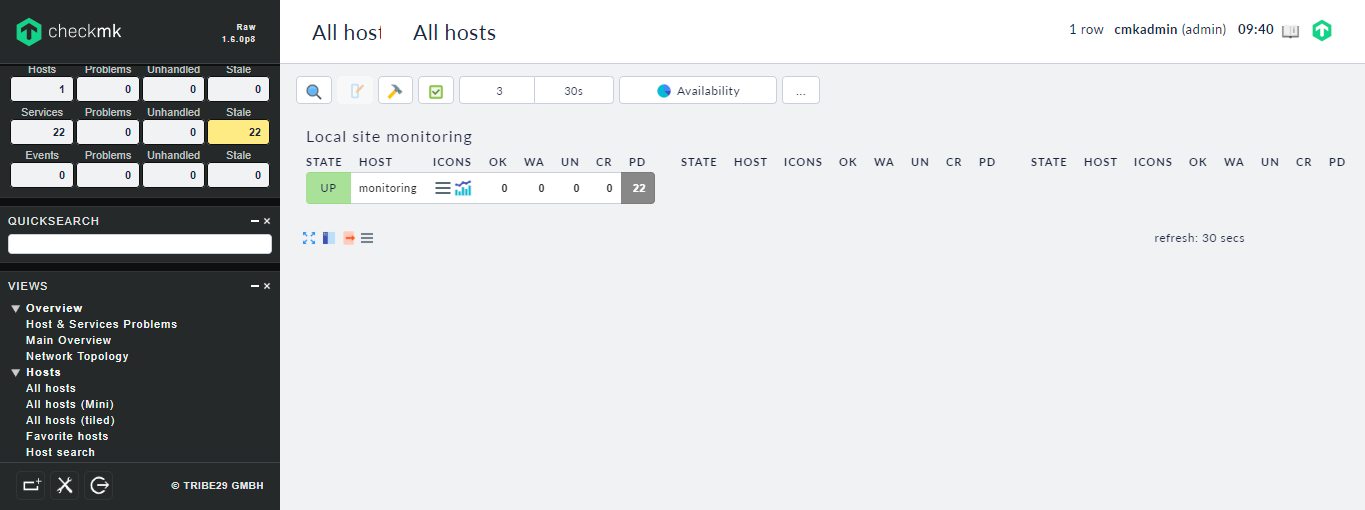 checkmk
Raw
1.6.0p8
Hosts Problems Unhandled Stale
1 0 0 0
Services Problems Unhandled Stale
22 0 0 22
Events Problems Unhandled Stale
0 0 0 0
QUICKSEARCH
VIEWS
Overview
Host & Services Problems
Main Overview
Network Topology
Hosts
All hosts
All hosts (Mini)
All hosts (tiled)
Favorite hosts
Host search
© TRIBE29 GMBH
All host All hosts
1 row cmkadmin (admin) 09:40
3 30s Availability ...
Local site monitoring
STATE HOST ICONS OK WA UN CR PD STATE HOST ICONS OK WA UN CR PD STATE HOST ICONS OK WA UN CR PD
UP monitoring 0 0 0 0 22
refresh: 30 secs